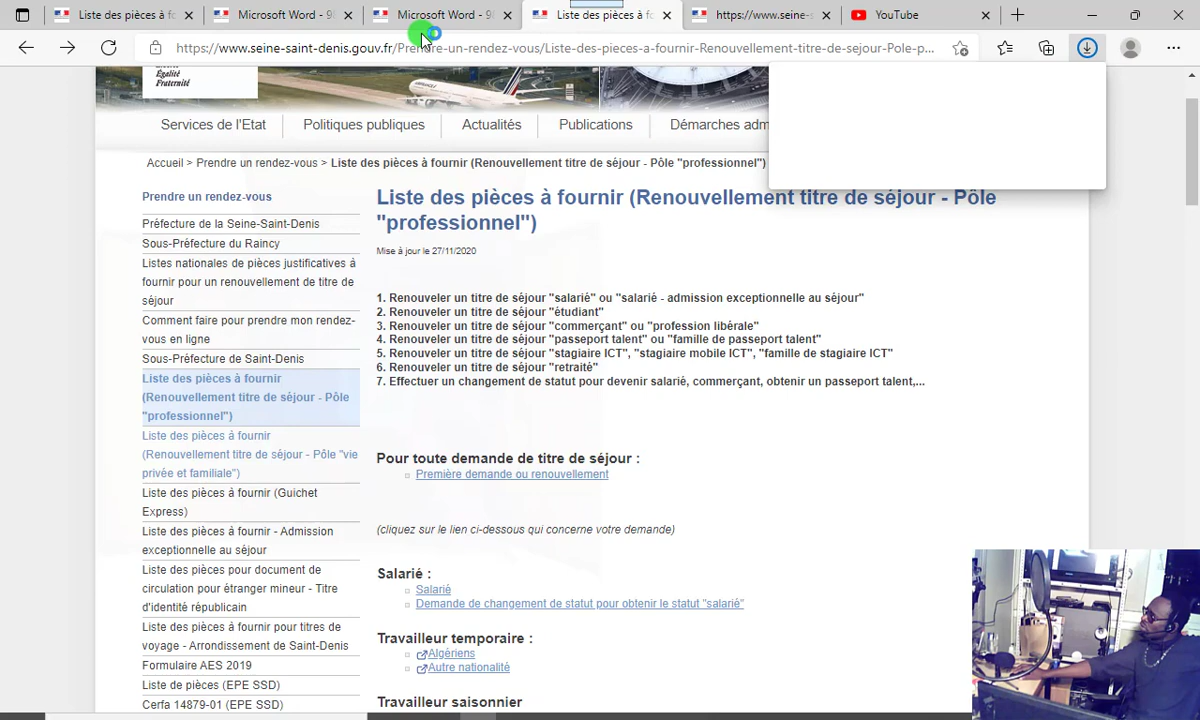 Liste des pièces à f
Microsoft Word - 9
Microsoft Word - 9
Liste des pièces à f
https://www.seine-s
YouTube
https://www.seine-saint-denis.gouv.fr/Prendre-un-rendez-vous/Liste-des-pieces-a-fournir-Renouvellement-titre-de-sejour-Pole-p...
Égalité
Fraternité
Services de l'Etat
Politiques publiques
Actualités
Publications
Démarches adm
Accueil > Prendre un rendez-vous > Liste des pièces à fournir (Renouvellement titre de séjour - Pôle "professionnel")
Prendre un rendez-vous
Préfecture de la Seine-Saint-Denis
Sous-Préfecture du Raincy
Listes nationales de pièces justificatives à
fournir pour un renouvellement de titre de
séjour
Comment faire pour prendre mon rendez-
vous en ligne
Sous-Préfecture de Saint-Denis
Liste des pièces à fournir
(Renouvellement titre de séjour - Pôle
"professionnel")
Liste des pièces à fournir
(Renouvellement titre de séjour - Pôle "vie
privée et familiale")
Liste des pièces à fournir (Guichet
Express)
Liste des pièces à fournir - Admission
exceptionnelle au séjour
Liste des pièces pour document de
circulation pour étranger mineur - Titre
d'identité républicain
Liste des pièces à fournir pour titres de
voyage - Arrondissement de Saint-Denis
Formulaire AES 2019
Liste de pièces (EPE SSD)
Cerfa 14879-01 (EPE SSD)
Liste des pièces à fournir (Renouvellement titre de séjour - Pôle
"professionnel")
Mise à jour le 27/11/2020
1. Renouveler un titre de séjour "salarié" ou "salarié - admission exceptionnelle au séjour"
2. Renouveler un titre de séjour "étudiant"
3. Renouveler un titre de séjour "commerçant" ou "profession libérale"
4. Renouveler un titre de séjour "passeport talent" ou "famille de passeport talent"
5. Renouveler un titre de séjour "stagiaire ICT", "stagiaire mobile ICT", "famille de stagiaire ICT"
6. Renouveler un titre de séjour "retraité"
7. Effectuer un changement de statut pour devenir salarié, commerçant, obtenir un passeport talent,...
Pour toute demande de titre de séjour :
Première demande ou renouvellement
(cliquez sur le lien ci-dessous qui concerne votre demande)
Salarié :
Salarié
Demande de changement de statut pour obtenir le statut "salarié"
Travailleur temporaire :
Algériens
Autre nationalité
Travailleur saisonnier